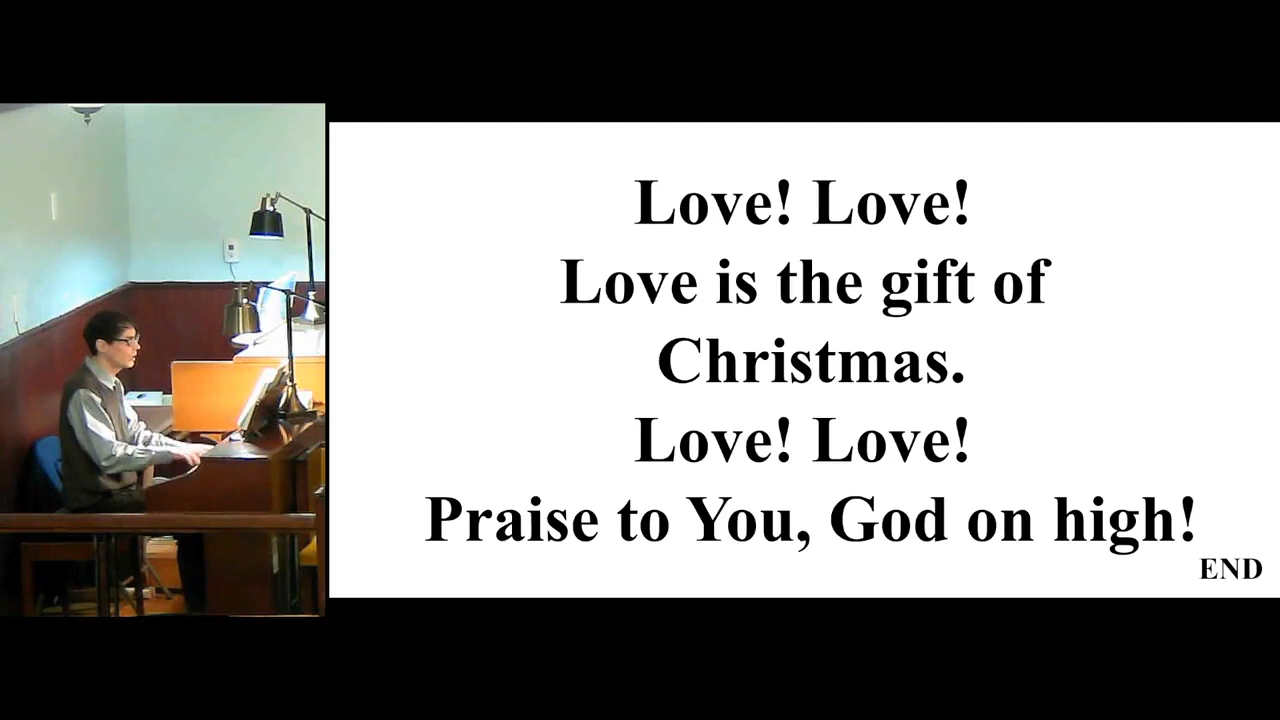 Love! Love!
Love is the gift of
Christmas.
Love! Love!
Praise to You, God on high!
END